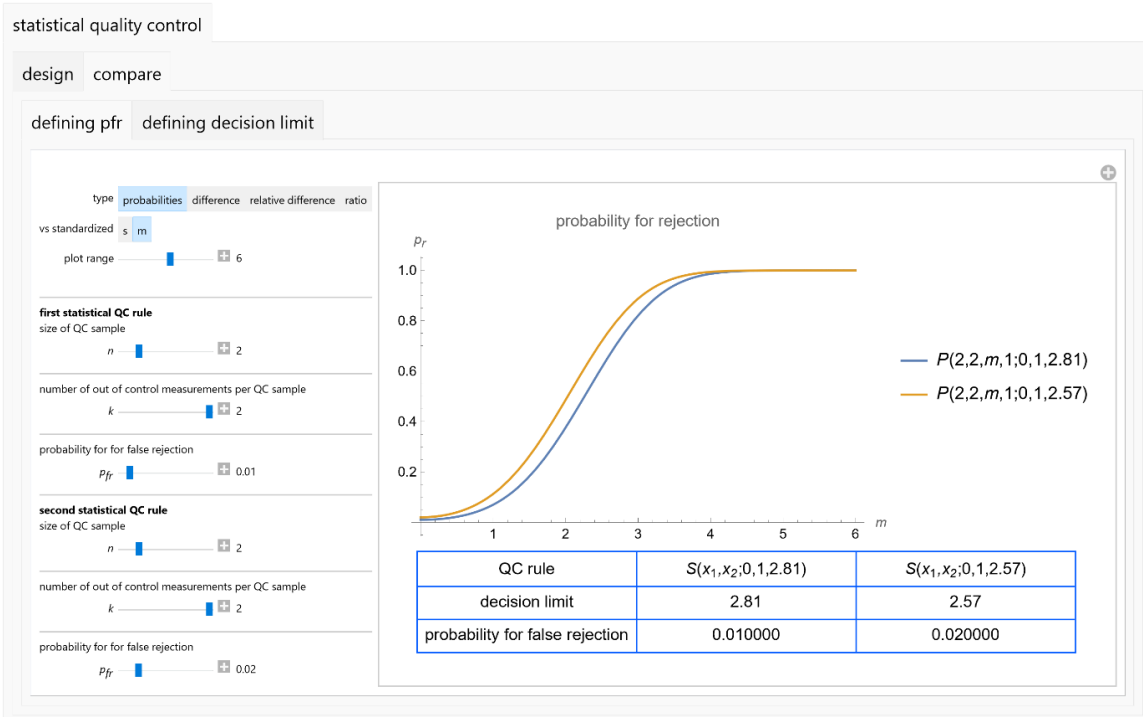 statistical quality control
design compare
defining pfr defining decision limit
type probabilities difference relative difference ratio
vs standardized s m
plot range 6
first statistical QC rule
size of QC sample
n 2
number of out of control measurements per QC sample
k 2
probability for for false rejection
pfr 0.01
second statistical QC rule
size of QC sample
n 2
number of out of control measurements per QC sample
k 2
probability for for false rejection
pfr 0.02
probability for rejection
pr
1.0
0.8
0.6
0.4
0.2
1 2 3 4 5 6 m
P(2,2,m,1;0,1,2.81)
P(2,2,m,1;0,1,2.57)
QC rule S(x1,x2;0,1,2.81) S(x1,x2;0,1,2.57)
decision limit 2.81 2.57
probability for false rejection 0.010000 0.020000